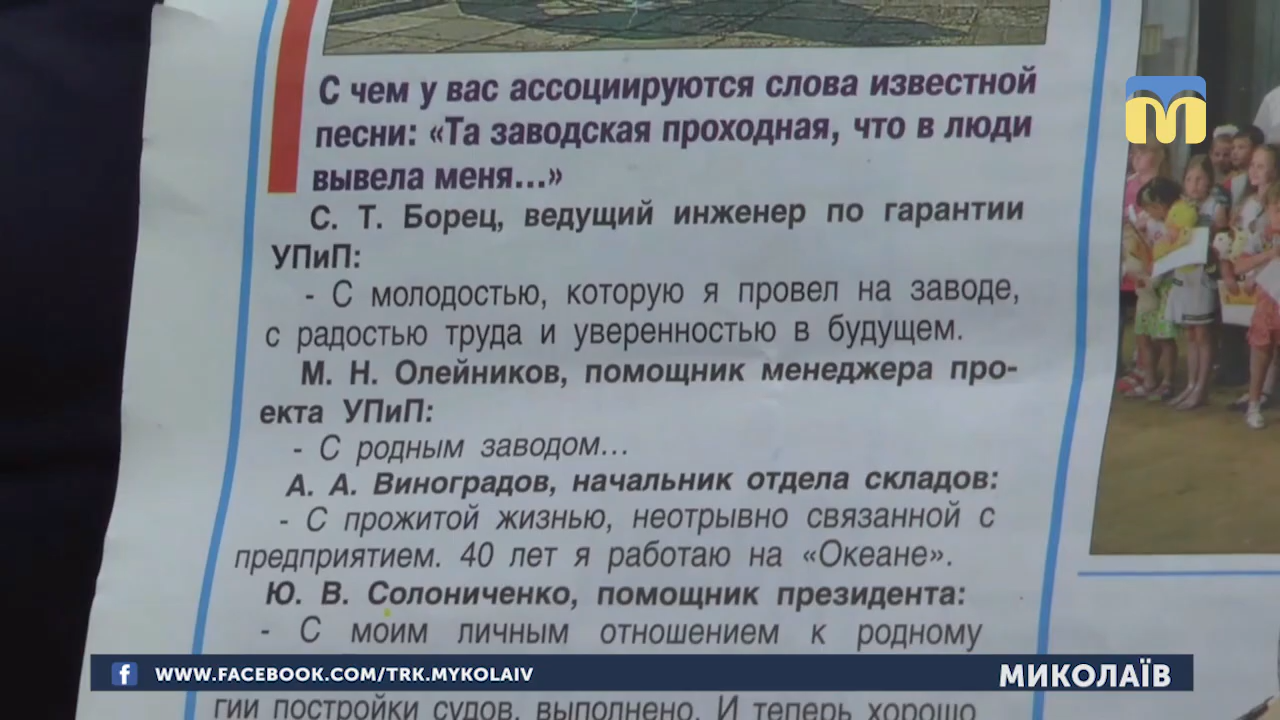 С чем у вас ассоциируются слова известной
песни: «Та заводская проходная, что в люди
вывела меня...»
С. Т. Борец, ведущий инженер по гарантии
УПиП:
- С молодостью, которую я провел на заводе,
с радостью труда и уверенностью в будущем.
М. Н. Олейников, помощник менеджера про-
екта УПиП:
- С родным заводом...
А. А. Виноградов, начальник отдела складов:
- С прожитой жизнью, неотрывно связанной с
предприятием. 40 лет я работаю на «Океане».
Ю. В. Солониченко, помощник президента:
- С моим личным отношением к родному
WWW.FACEBOOK.COM/TRK.MYKOLAIV
МИКОЛАЇВ
гии постройки судов, выполнено. И теперь хорошо